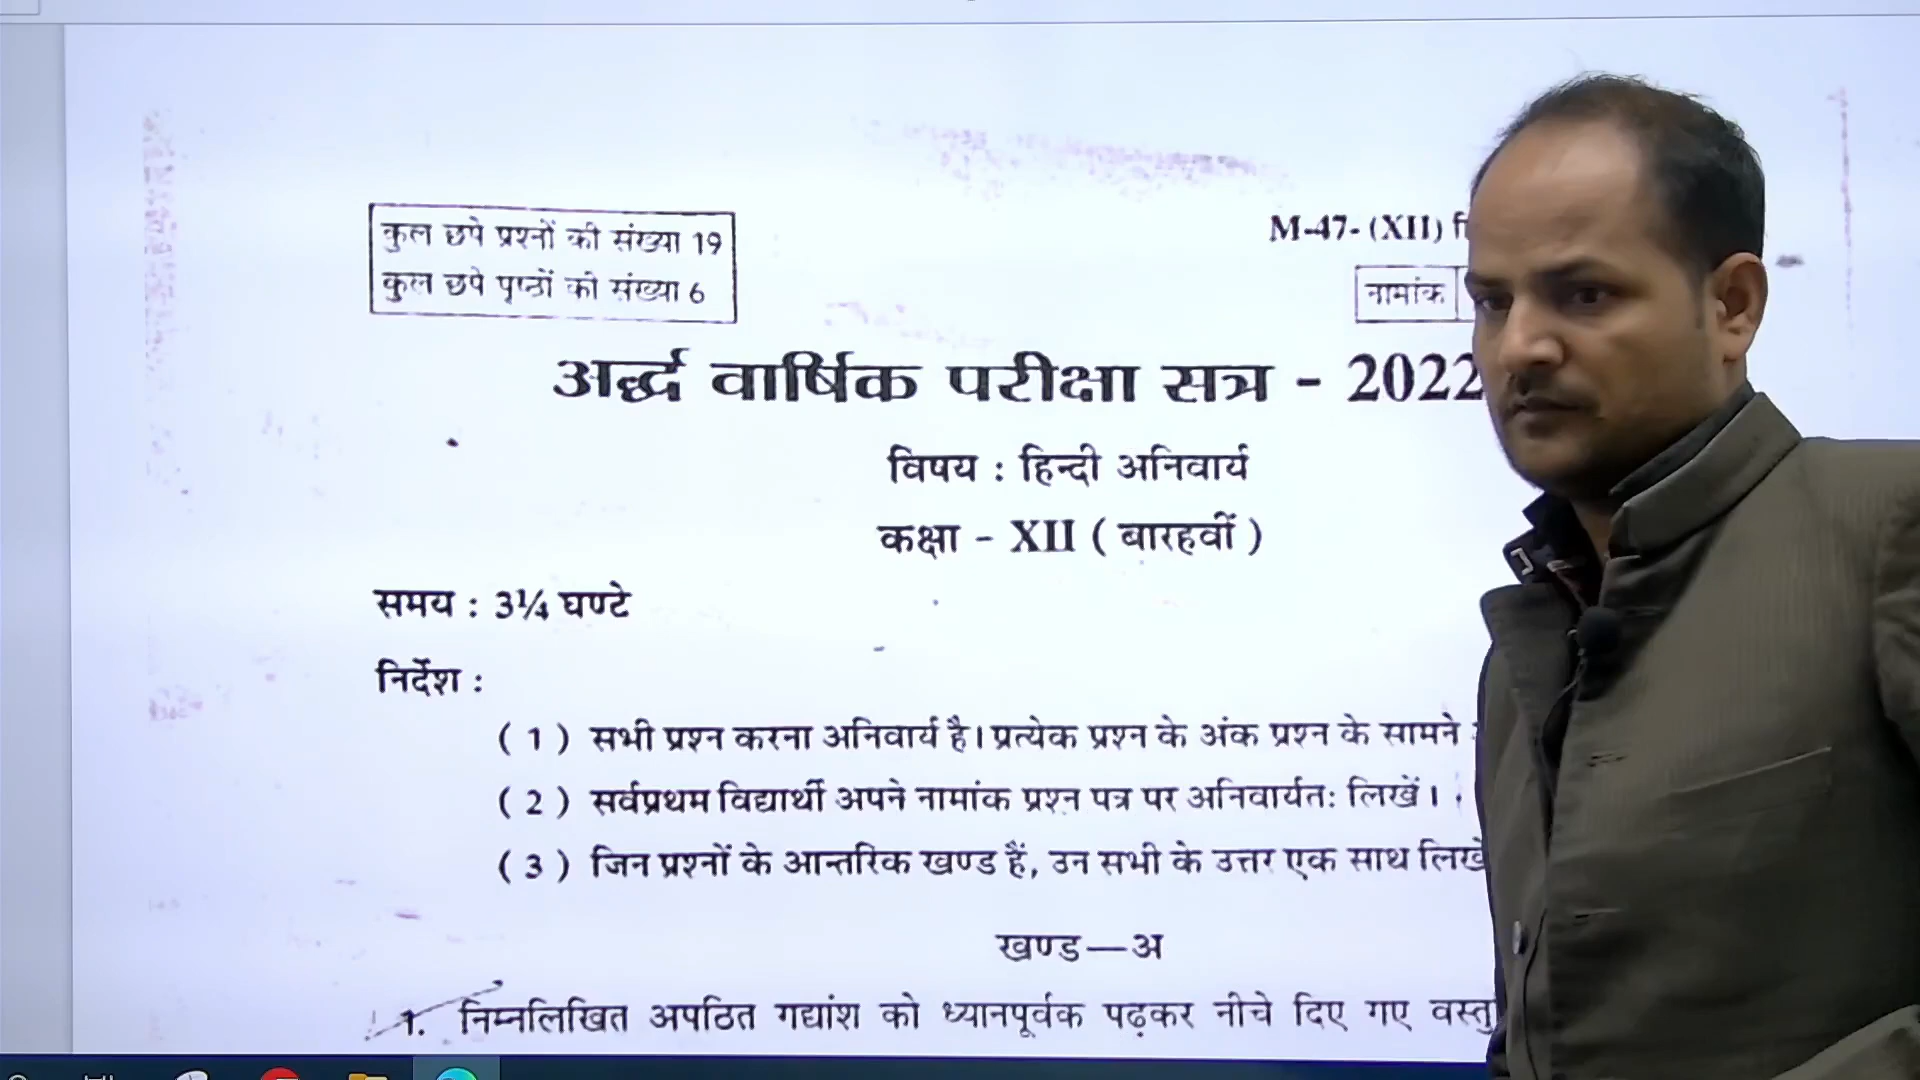 कुल छपे प्रश्नों की संख्या 19
कुल छपे पृष्ठों की संख्या 6
M-47- (XII)
नामांक
अर्द्ध वार्षिक परीक्षा सत्र - 2022
विषय : हिन्दी अनिवार्य
कक्षा - XII ( बारहवीं )
समय : 3¼ घण्टे
निर्देश :
( 1 ) सभी प्रश्न करना अनिवार्य है। प्रत्येक प्रश्न के अंक प्रश्न के सामने
( 2 ) सर्वप्रथम विद्यार्थी अपने नामांक प्रश्न पत्र पर अनिवार्यतः लिखें।
( 3 ) जिन प्रश्नों के आन्तरिक खण्ड हैं, उन सभी के उत्तर एक साथ लिखें
खण्ड—अ
1. निम्नलिखित अपठित गद्यांश को ध्यानपूर्वक पढ़कर नीचे दिए गए वस्तु